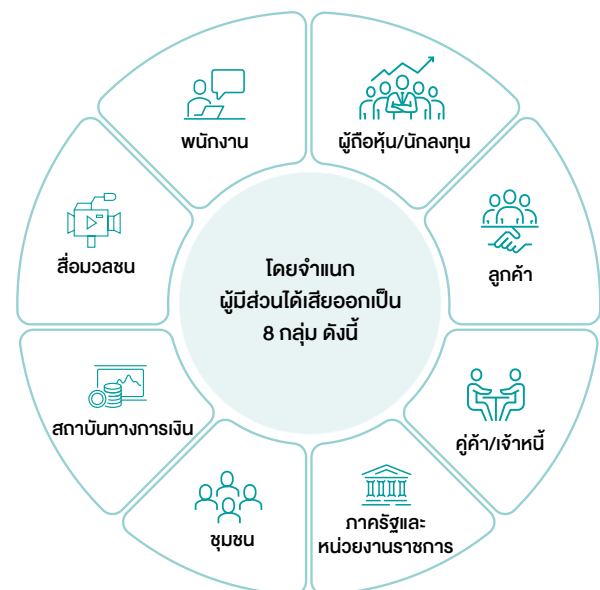 โดยจำแนก
ผู้มีส่วนได้เสียออกเป็น
8 กลุ่ม ดังนี้
ผู้ถือหุ้น/นักลงทุน
ลูกค้า
คู่ค้า/เจ้าหนี้
ภาครัฐและ
หน่วยงานราชการ
ชุมชน
สถาบันทางการเงิน
สื่อมวลชน
พนักงาน